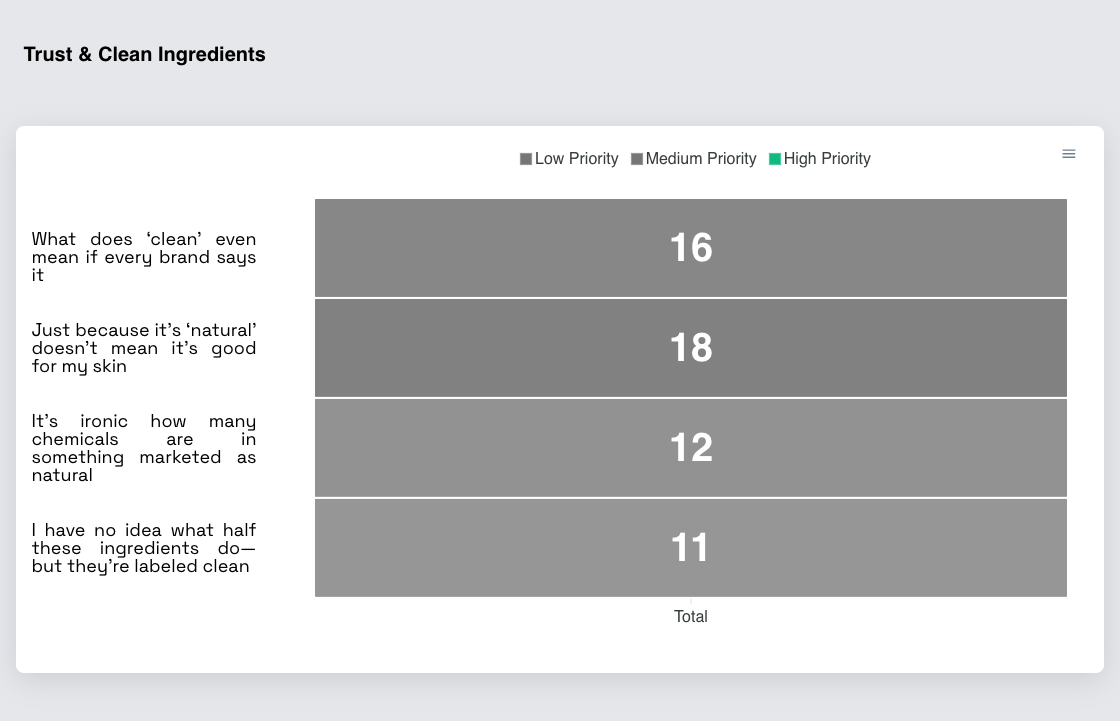 Trust & Clean Ingredients
Low Priority Medium Priority High Priority
What does ‘clean’ even
mean if every brand says
it
16
Just because it’s ‘natural’
doesn’t mean it’s good
for my skin
18
It’s ironic how many
chemicals are in
something marketed as
natural
12
I have no idea what half
these ingredients do—
but they’re labeled clean
11
Total